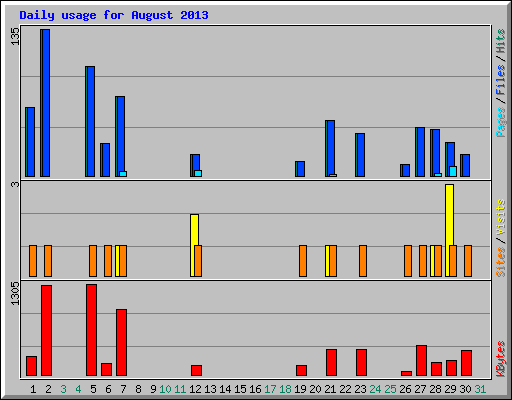 Daily usage for August 2013
135
Pages/Files/Hits
3
Sites/Visits
1305
KBytes
1 2 3 4 5 6 7 8 9 10 11 12 13 14 15 16 17 18 19 20 21 22 23 24 25 26 27 28 29 30 31